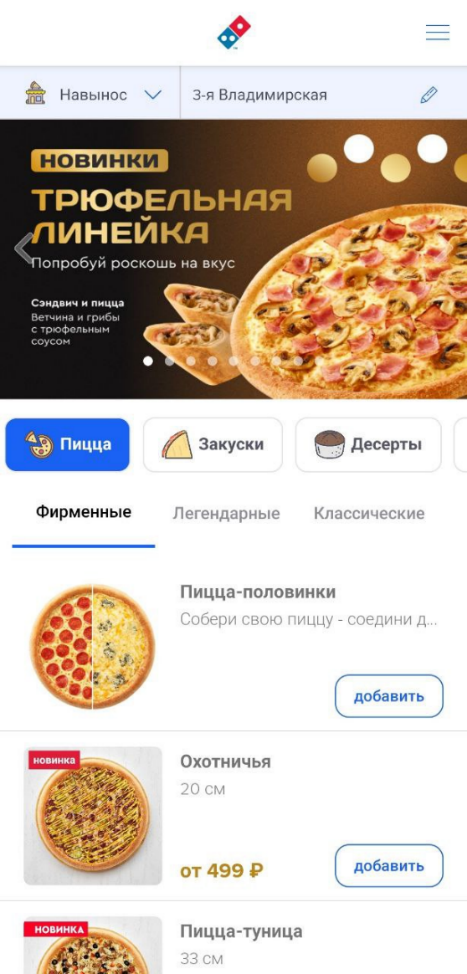 Навынос
3-я Владимирская
НОВИНКИ
ТРЮФЕЛЬНАЯ
ЛИНЕЙКА
Попробуй роскошь на вкус
Сэндвич и пицца
Ветчина и грибы
с трюфельным
соусом
Пицца
Закуски
Десерты
Фирменные
Легендарные
Классические
Пицца-половинки
Собери свою пиццу - соедини д...
добавить
новинка
Охотничья
20 см
от 499 ₽
добавить
НОВИНКА
Пицца-туница
33 см